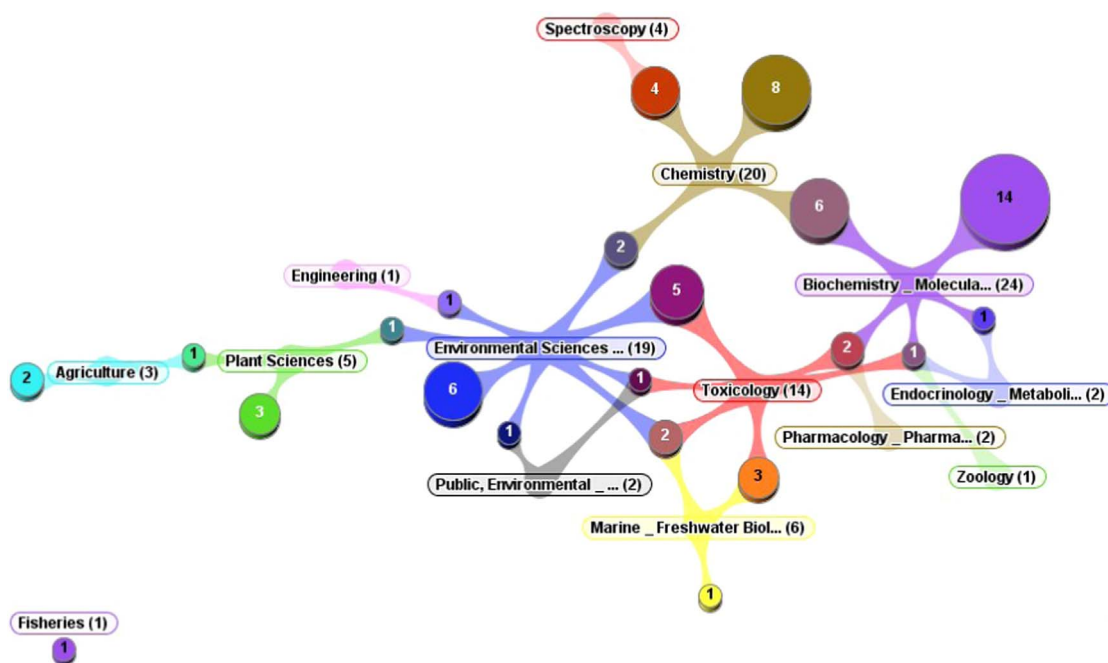 Spectroscopy (4)
4
8
Chemistry (20)
6
14
2
Engineering (1)
5
Biochemistry _ Molecula... (24)
1
1
1
1
Plant Sciences (5)
Environmental Sciences ... (19)
2
1
2
Agriculture (3)
1
6
Toxicology (14)
Endocrinology _ Metaboli... (2)
3
1
2
Pharmacology _ Pharma... (2)
Public, Environmental _ ... (2)
3
Zoology (1)
Marine _ Freshwater Biol... (6)
1
Fisheries (1)
1